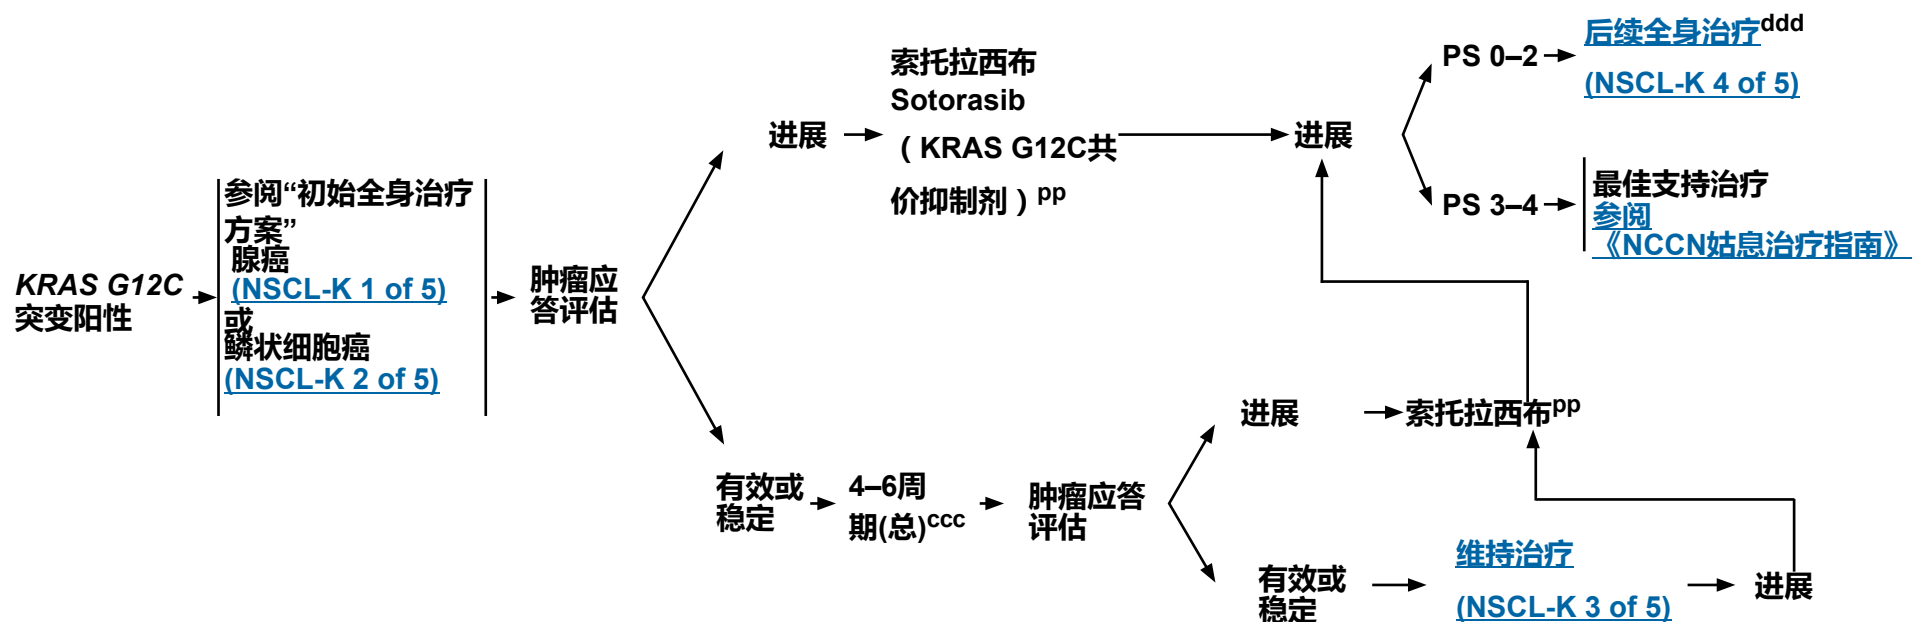 KRAS G12C
突变阳性
参阅“初始全身治疗
方案”
腺癌
(NSCL-K 1 of 5)
或
鳞状细胞癌
(NSCL-K 2 of 5)
肿瘤应
答评估
进展
索托拉西布
Sotorasib
（KRAS G12C共
价抑制剂）pp
进展
PS 0–2
后续全身治疗ddd
(NSCL-K 4 of 5)
PS 3–4
最佳支持治疗
参阅
《NCCN姑息治疗指南》
有效或
稳定
4–6周
期(总)ccc
肿瘤应答
评估
进展
索托拉西布pp
有效或
稳定
维持治疗
(NSCL-K 3 of 5)
进展